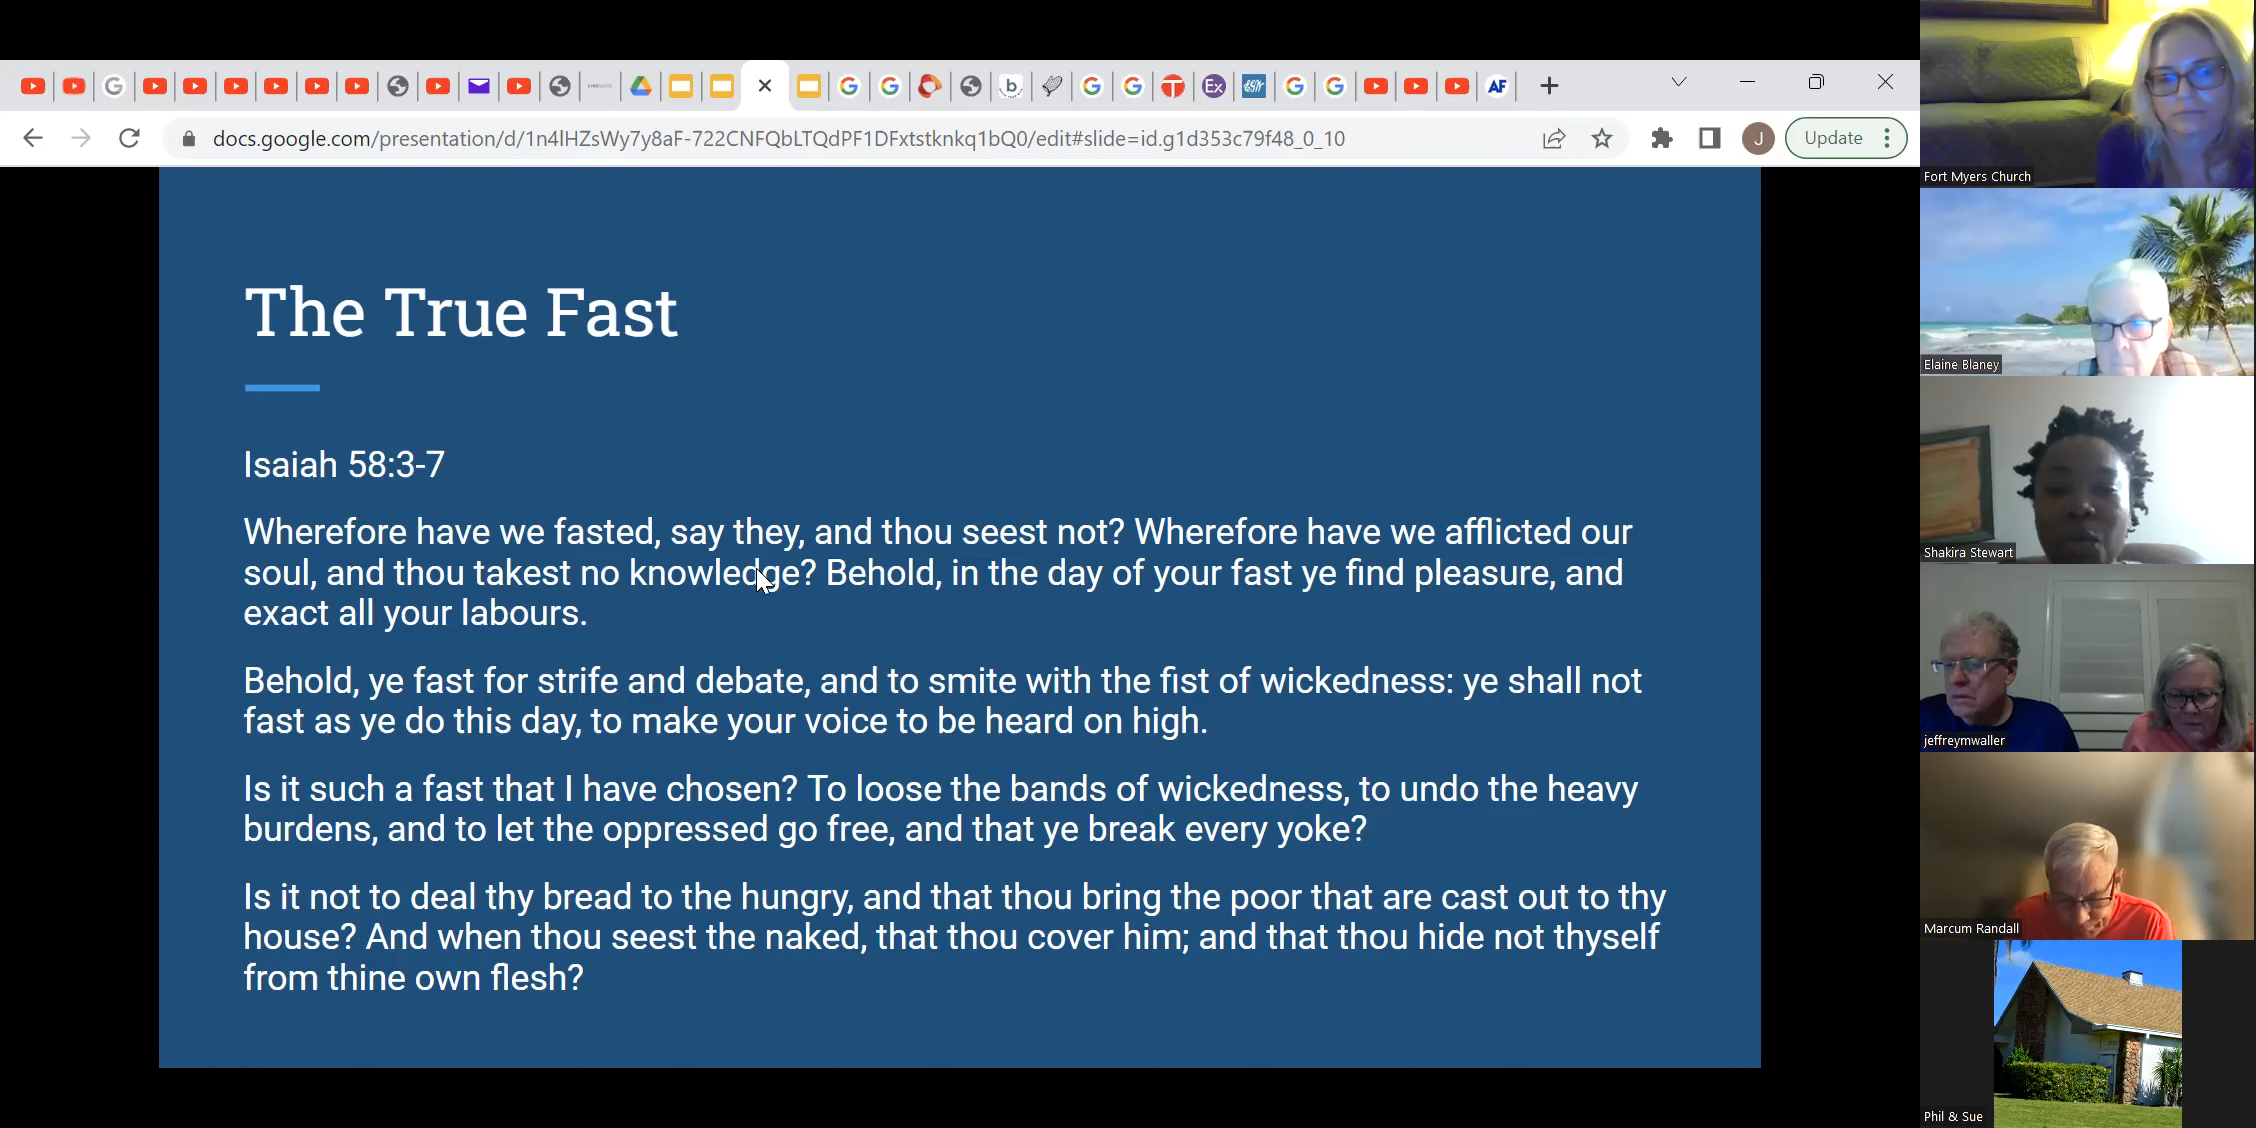 docs.google.com/presentation/d/1n4lHZsWy7y8aF-722CNFQbLTQdPF1DFxtstknkq1bQ0/edit#slide=id.g1d353c79f48_0_10
J
Update
The True Fast
Isaiah 58:3-7
Wherefore have we fasted, say they, and thou seest not? Wherefore have we afflicted our
soul, and thou takest no knowledge? Behold, in the day of your fast ye find pleasure, and
exact all your labours.
Behold, ye fast for strife and debate, and to smite with the fist of wickedness: ye shall not
fast as ye do this day, to make your voice to be heard on high.
Is it such a fast that I have chosen? To loose the bands of wickedness, to undo the heavy
burdens, and to let the oppressed go free, and that ye break every yoke?
Is it not to deal thy bread to the hungry, and that thou bring the poor that are cast out to thy
house? And when thou seest the naked, that thou cover him; and that thou hide not thyself
from thine own flesh?
Fort Myers Church
Elaine Blaney
Shakira Stewart
jeffreymwaller
Marcum Randall
Phil & Sue